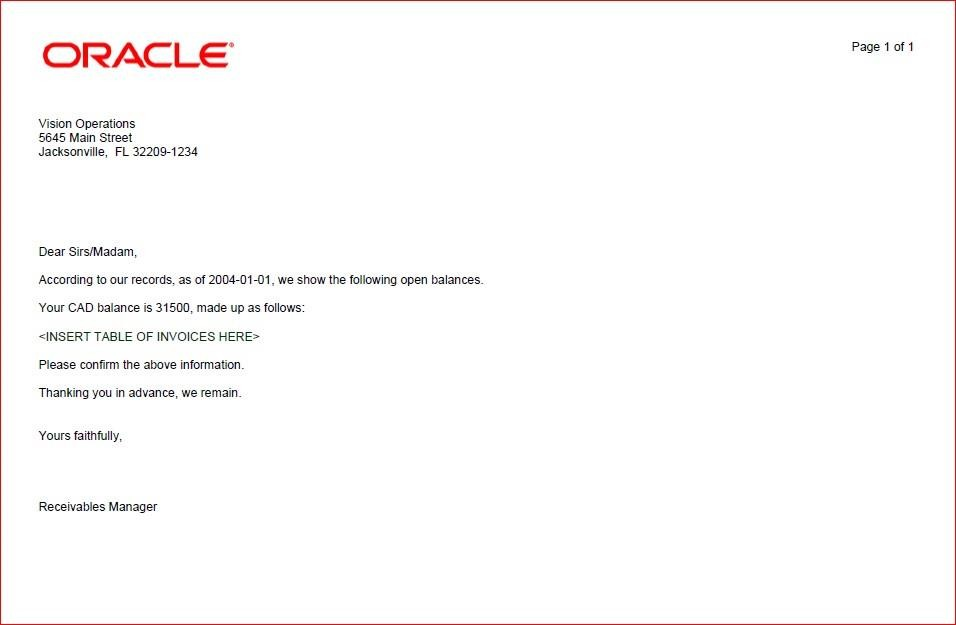 ORACLE®
Page 1 of 1
Vision Operations
5645 Main Street
Jacksonville, FL 32209-1234
Dear Sirs/Madam,
According to our records, as of 2004-01-01, we show the following open balances.
Your CAD balance is 31500, made up as follows:
<INSERT TABLE OF INVOICES HERE>
Please confirm the above information.
Thanking you in advance, we remain.
Yours faithfully,
Receivables Manager